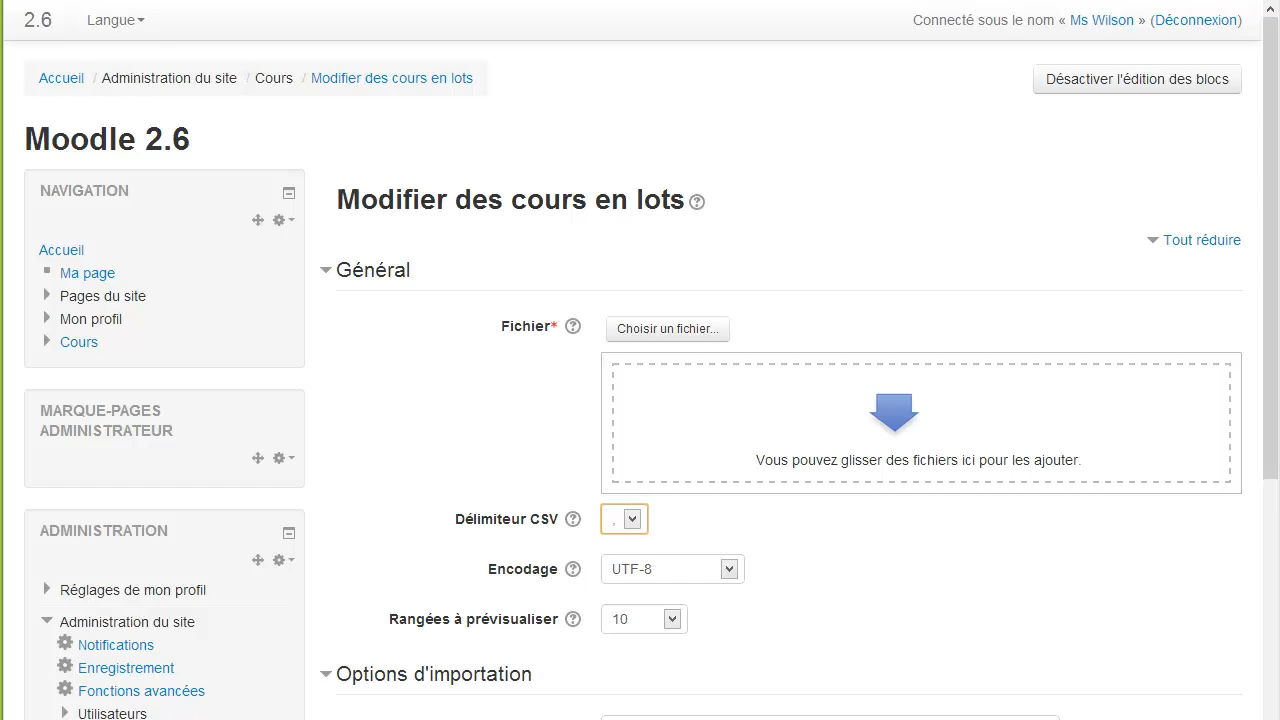 2.6 Langue Connecté sous le nom « Ms Wilson » (Déconnexion)
Accueil / Administration du site / Cours / Modifier des cours en lots Désactiver l'édition des blocs
Moodle 2.6
NAVIGATION
Accueil
Ma page
Pages du site
Mon profil
Cours
MARQUE-PAGES
ADMINISTRATEUR
ADMINISTRATION
Réglages de mon profil
Administration du site
Notifications
Enregistrement
Fonctions avancées
Utilisateurs
Modifier des cours en lots
Tout réduire
Général
Fichier* Choisir un fichier...
Vous pouvez glisser des fichiers ici pour les ajouter.
Délimiteur CSV ,
Encodage UTF-8
Rangées à prévisualiser 10
Options d'importation